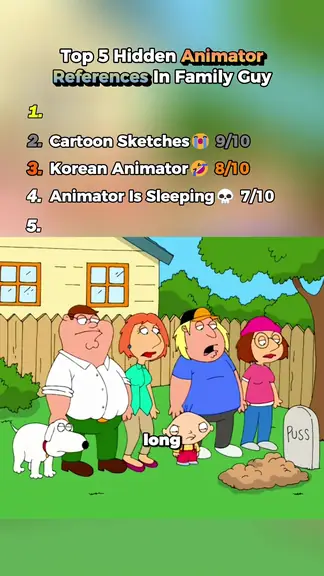 Top 5 Hidden Animator
References In Family Guy
1.
2. Cartoon Sketches😭 9/10
3. Korean Animator🤣 8/10
4. Animator Is Sleeping💀 7/10
5.
long
PUSS